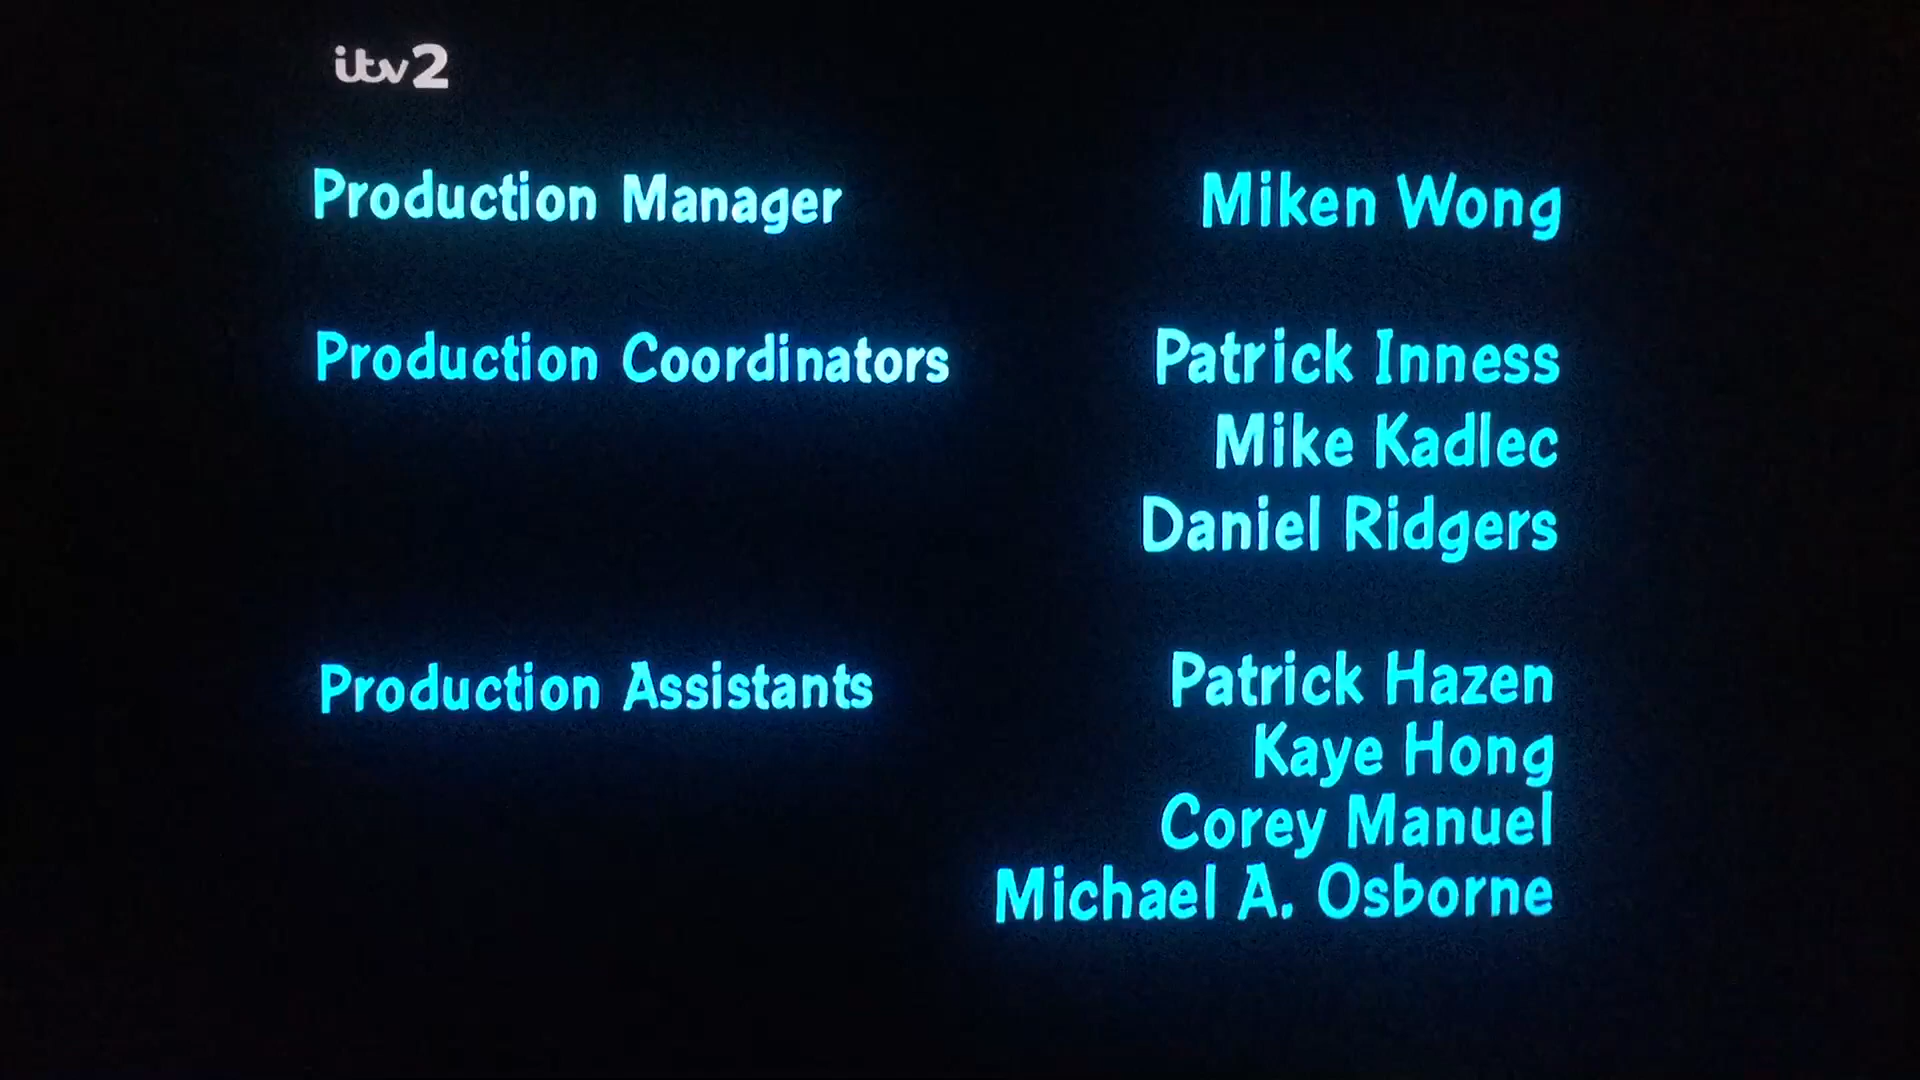 itv2
Production Manager Miken Wong
Production Coordinators Patrick Inness
Mike Kadlec
Daniel Ridgers
Production Assistants Patrick Hazen
Kaye Hong
Corey Manuel
Michael A. Osborne